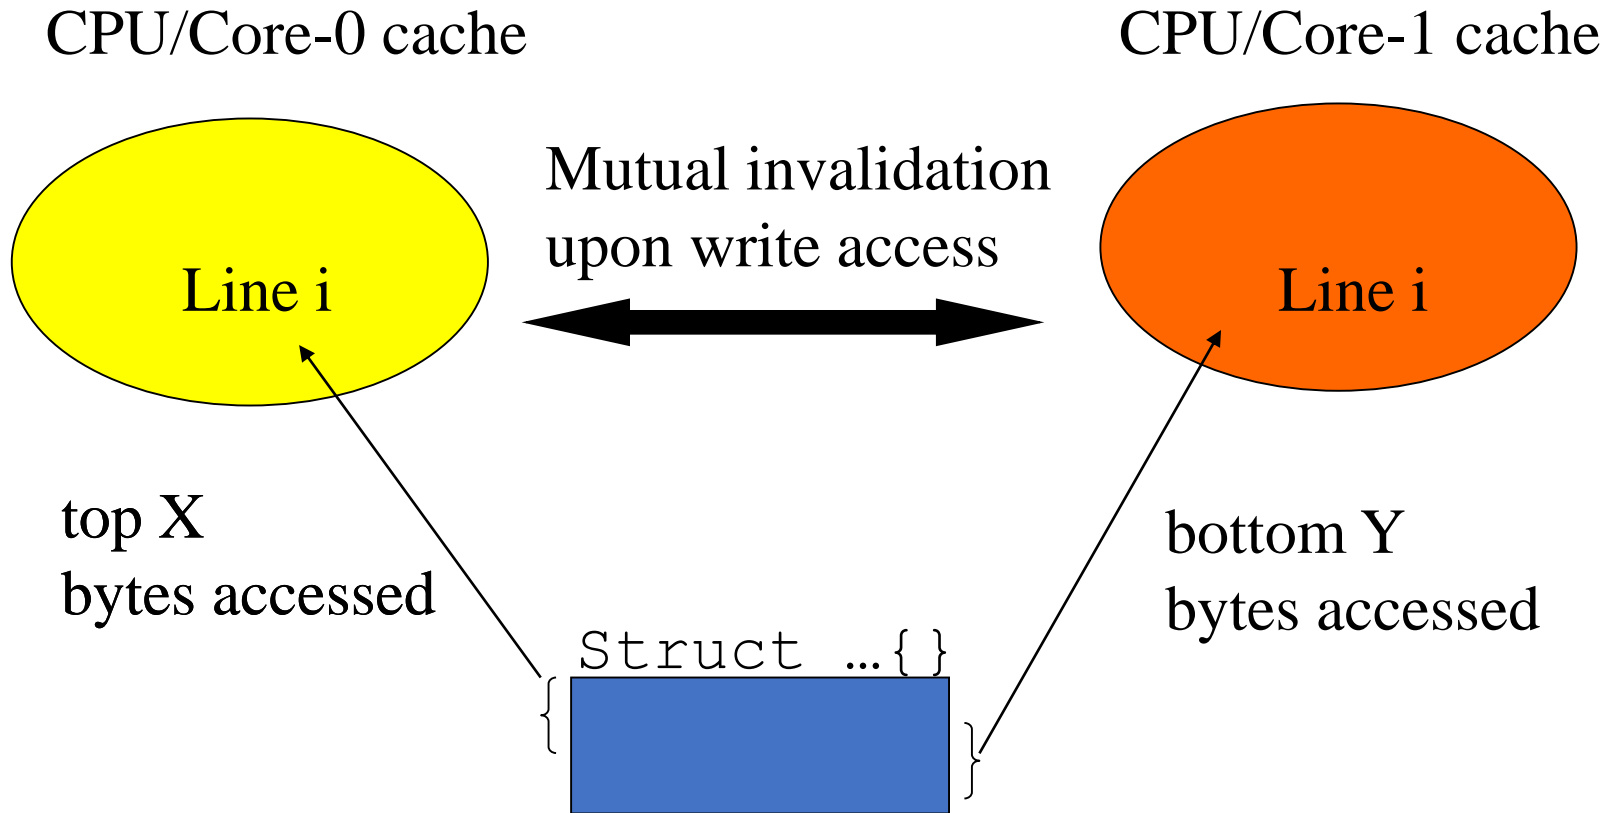 CPU/Core-0 cache
CPU/Core-1 cache
Mutual invalidation
upon write access
Line i
Line i
top X
bytes accessed
bottom Y
bytes accessed
Struct …{}